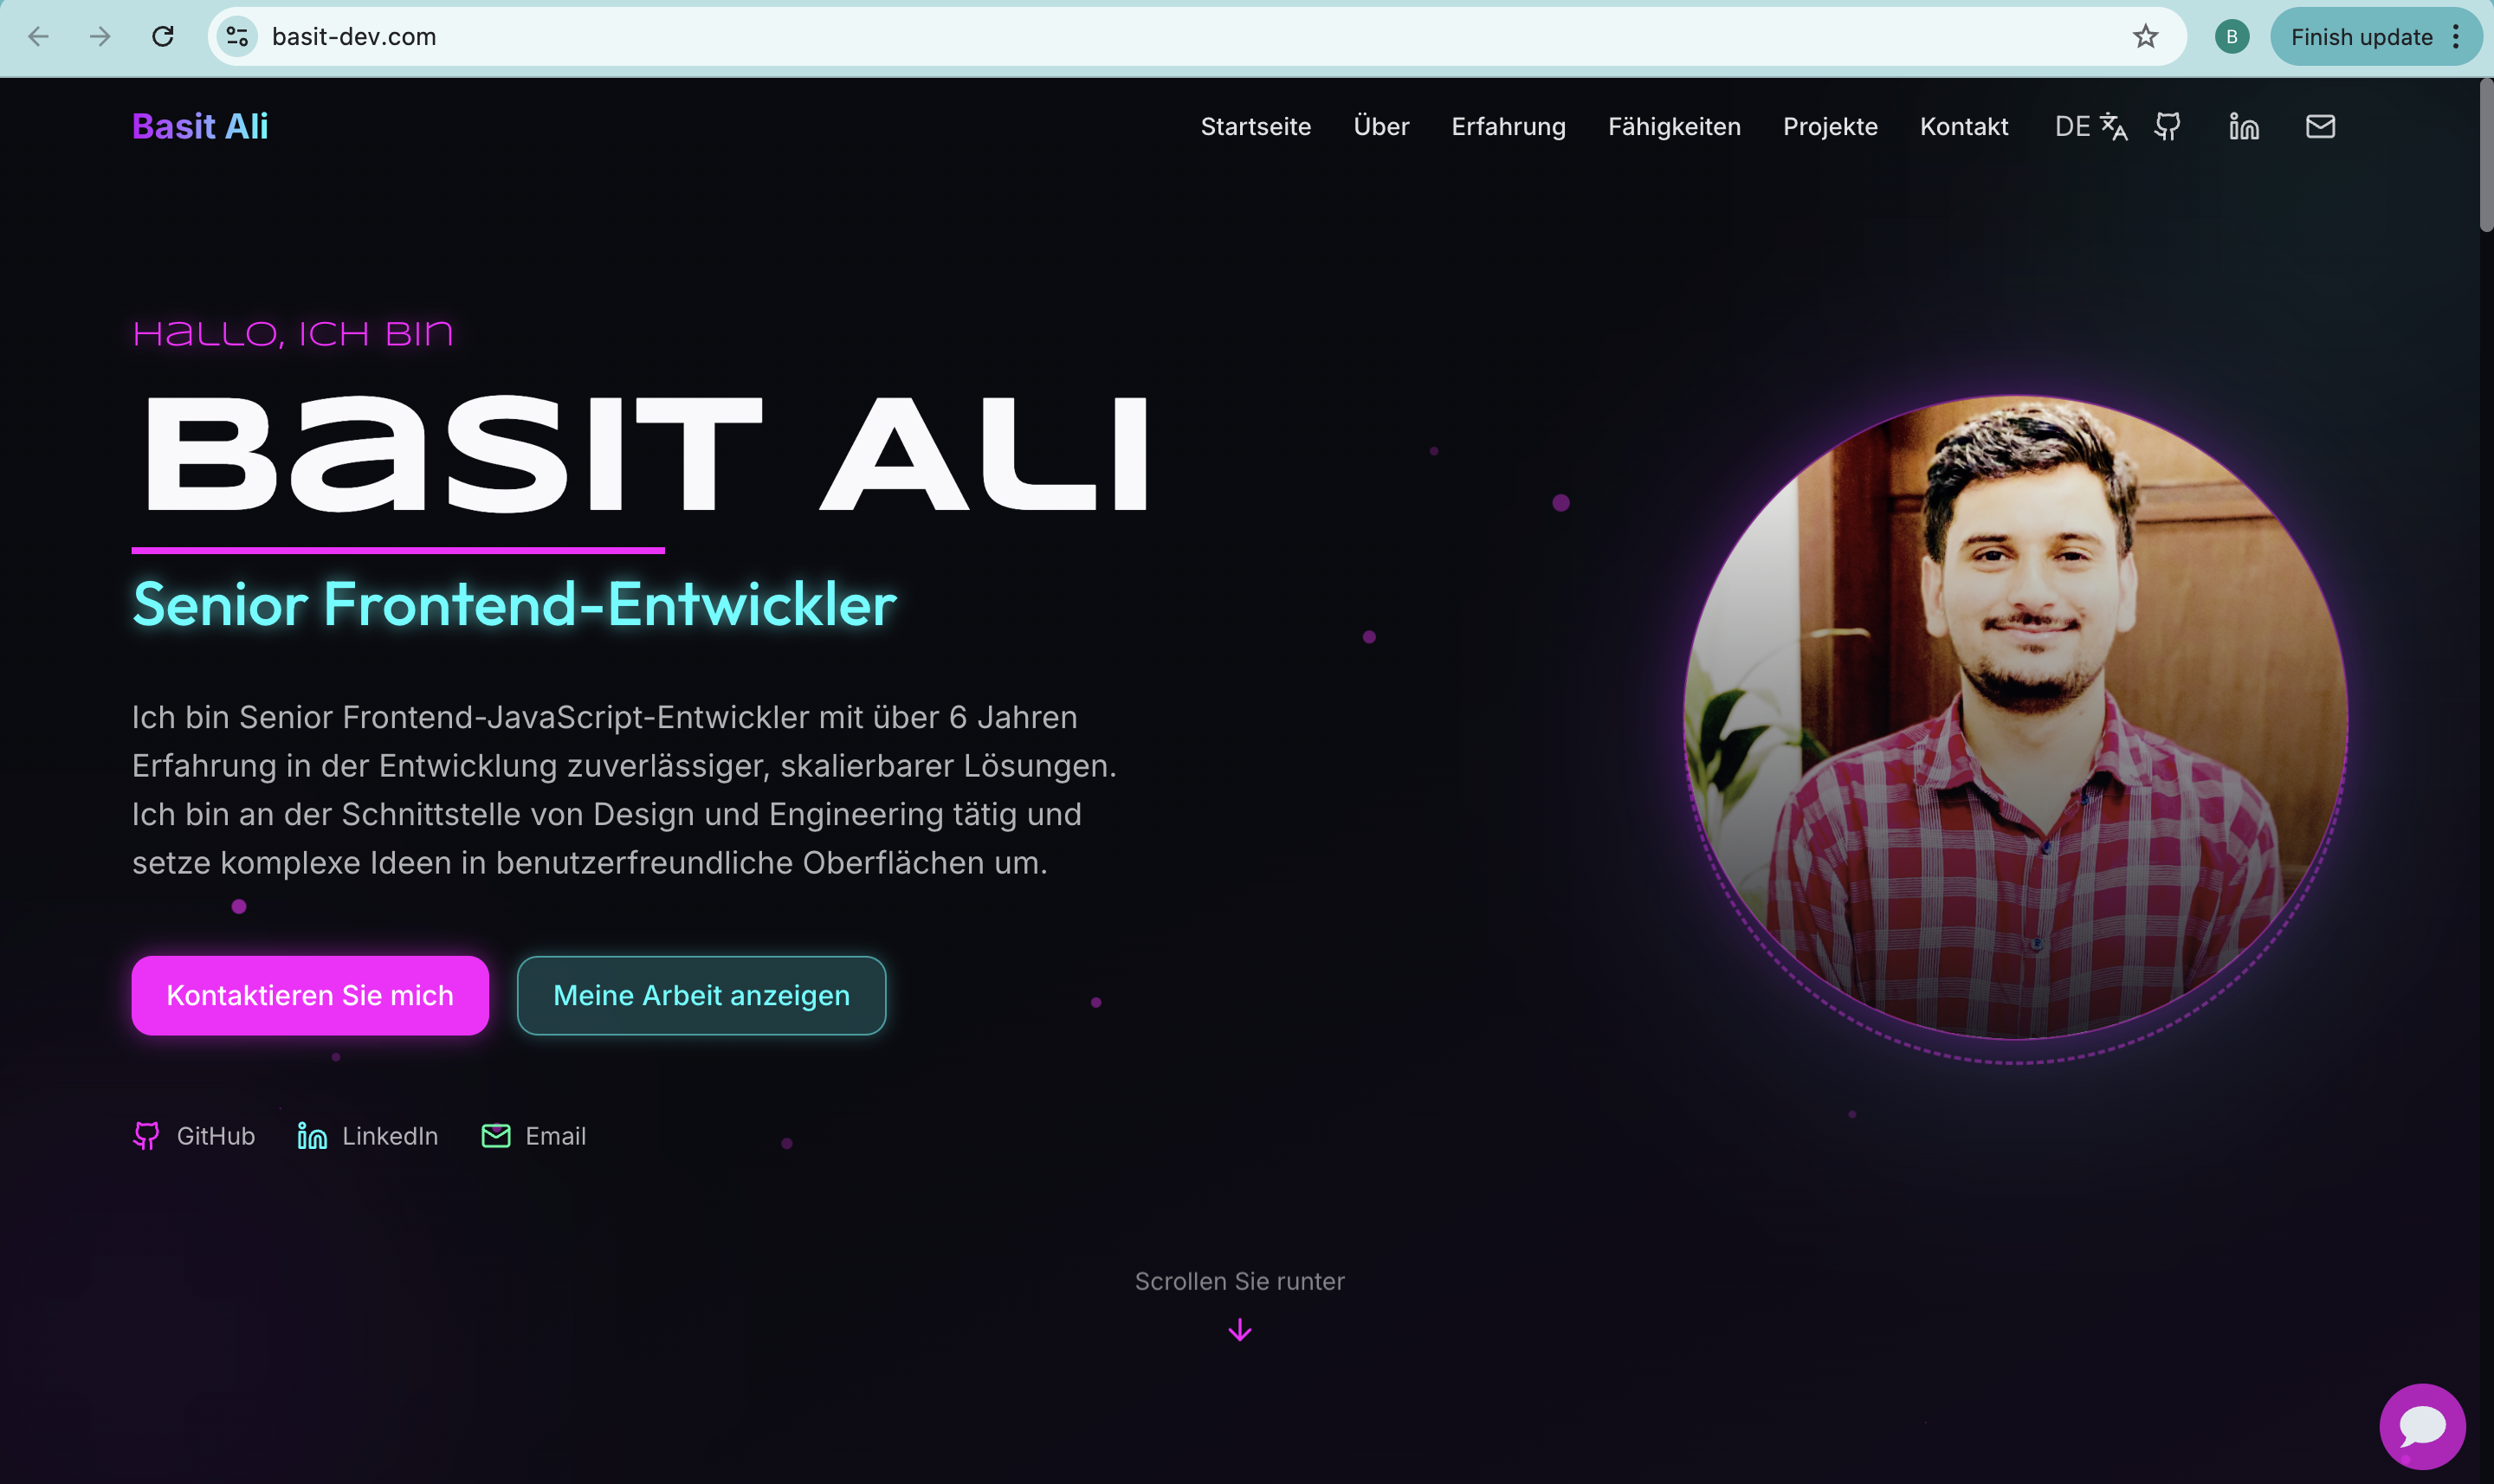 basit-dev.com
B
Finish update
Basit Ali
Startseite
Über
Erfahrung
Fähigkeiten
Projekte
Kontakt
DE
Hallo, ich bin
Basit Ali
Senior Frontend-Entwickler
Ich bin Senior Frontend-JavaScript-Entwickler mit über 6 Jahren
Erfahrung in der Entwicklung zuverlässiger, skalierbarer Lösungen.
Ich bin an der Schnittstelle von Design und Engineering tätig und
setze komplexe Ideen in benutzerfreundliche Oberflächen um.
Kontaktieren Sie mich
Meine Arbeit anzeigen
GitHub
LinkedIn
Email
Scrollen Sie runter